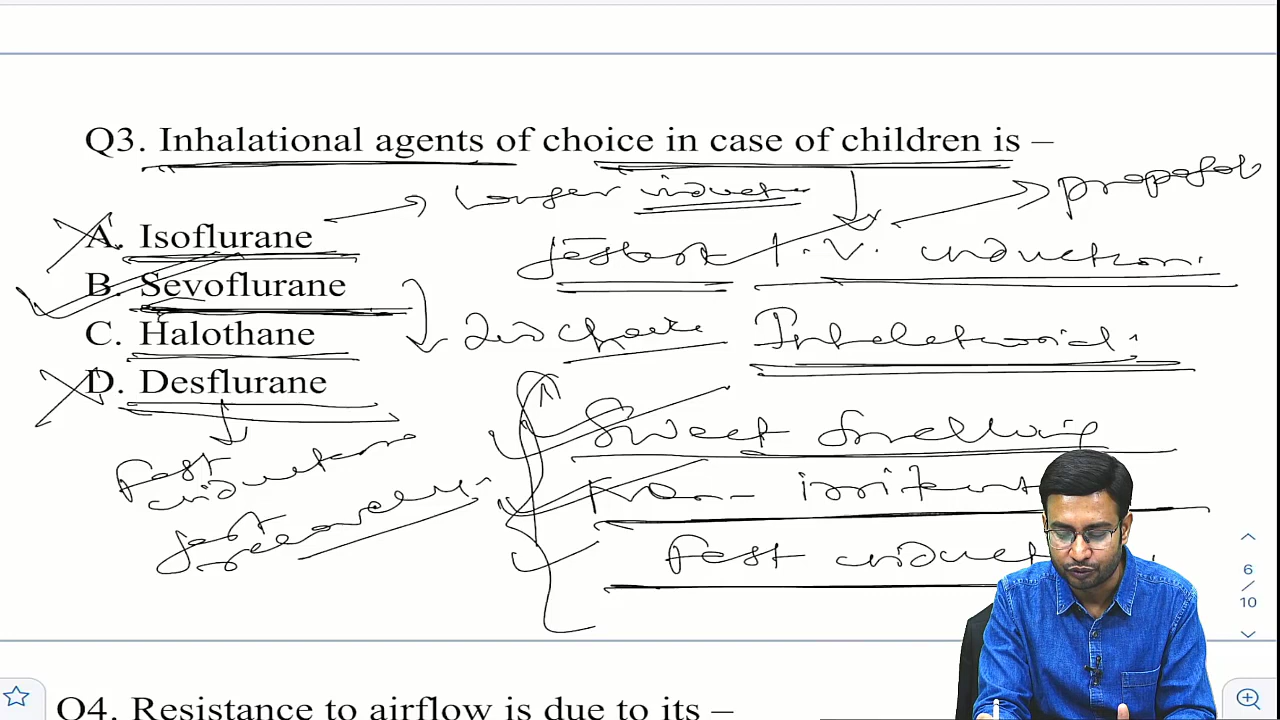 Q3. Inhalational agents of choice in case of children is –
Longer induction
propofol
A. Isoflurane
fastest I.V. induction.
B. Sevoflurane
C. Halothane
2nd choice Inhalational:
D. Desflurane
Sweet smelling
Fast induction
fast recovery.
Non-irritant
Fast induct
6
/
10
Q4. Resistance to airflow is due to its –